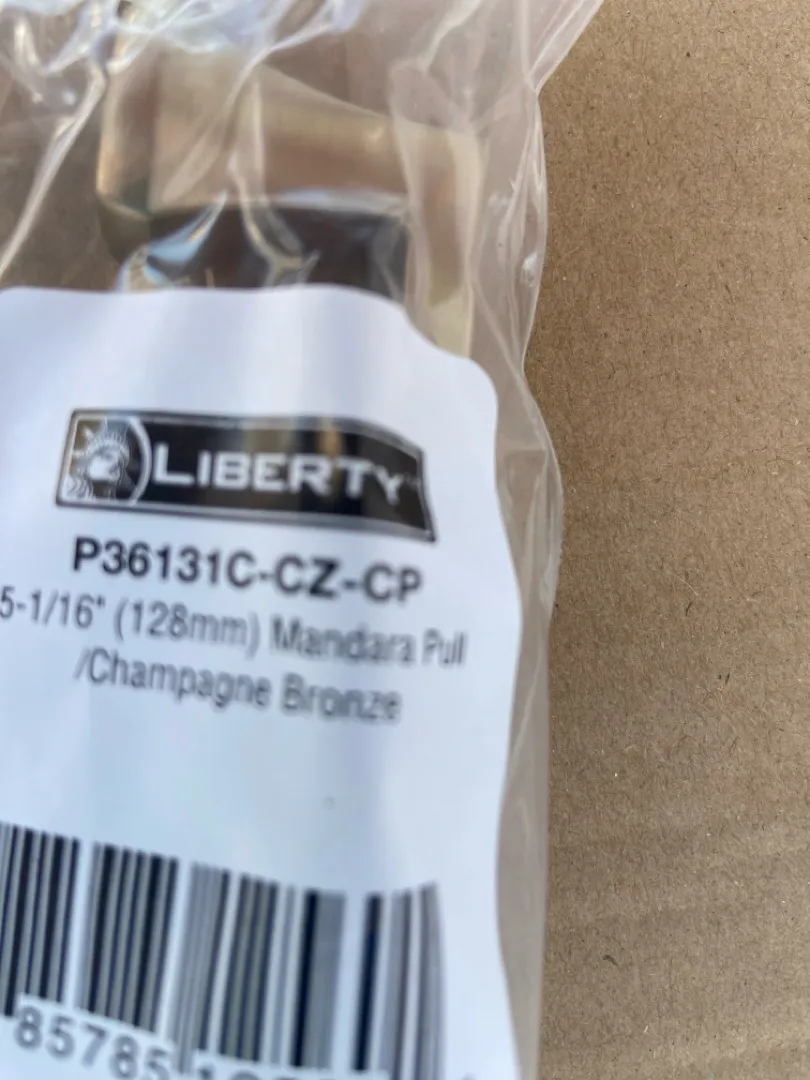 LIBERTY
P36131C-CZ-CP
5-1/16" (128mm) Mandara Pull
/Champagne Bronze
85785